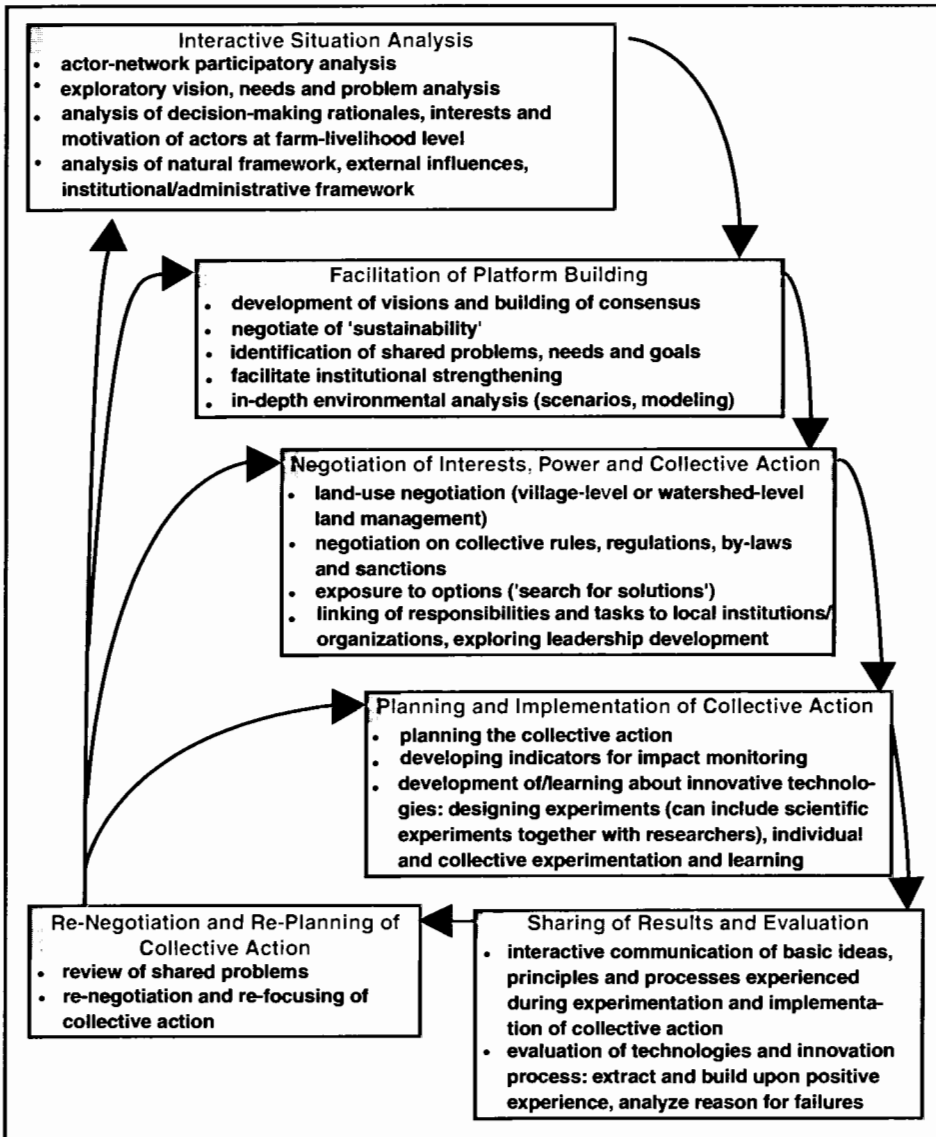 Interactive Situation Analysis
• actor-network participatory analysis
• exploratory vision, needs and problem analysis
• analysis of decision-making rationales, interests and
motivation of actors at farm-livelihood level
• analysis of natural framework, external influences,
institutional/administrative framework
Facilitation of Platform Building
• development of visions and building of consensus
• negotiate of 'sustainability'
• identification of shared problems, needs and goals
• facilitate institutional strengthening
• in-depth environmental analysis (scenarios, modeling)
Negotiation of Interests, Power and Collective Action
• land-use negotiation (village-level or watershed-level
land management)
• negotiation on collective rules, regulations, by-laws
and sanctions
• exposure to options ('search for solutions')
• linking of responsibilities and tasks to local institutions/
organizations, exploring leadership development
Planning and Implementation of Collective Action
• planning the collective action
• developing indicators for impact monitoring
• development of/learning about innovative technolo-
gies: designing experiments (can include scientific
experiments together with researchers), individual
and collective experimentation and learning
Sharing of Results and Evaluation
• interactive communication of basic ideas,
principles and processes experienced
during experimentation and implementa-
tion of collective action
• evaluation of technologies and innovation
process: extract and build upon positive
experience, analyze reason for failures
Re-Negotiation and Re-Planning of
Collective Action
• review of shared problems
• re-negotiation and re-focusing of
collective action